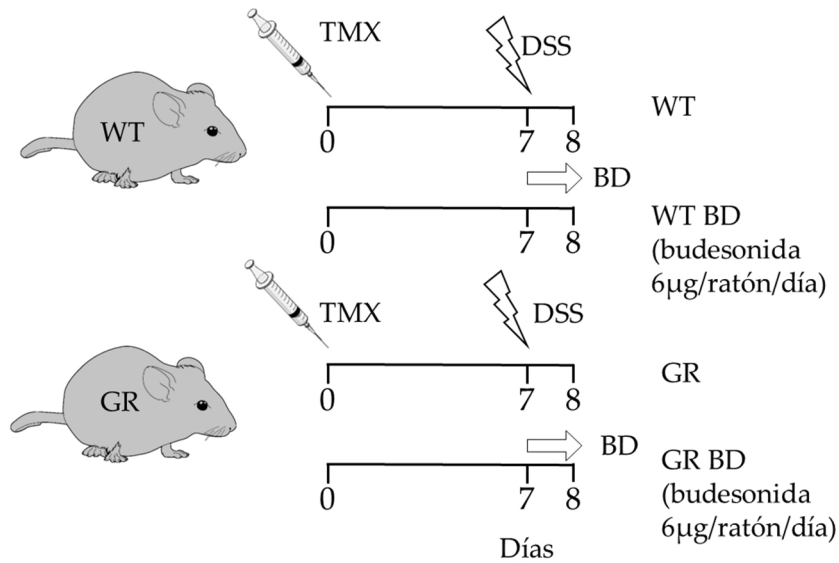 TMX
DSS
WT
WT
0 7 8
BD
0 7 8
WT BD
(budesonida
6µg/ratón/día)
TMX
DSS
GR
GR
0 7 8
BD
0 7 8
GR BD
(budesonida
6µg/ratón/día)
Días